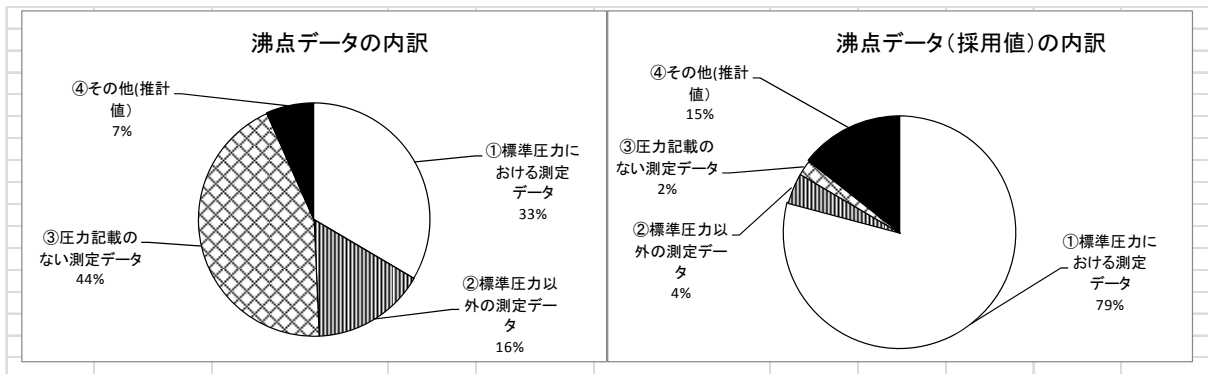 沸点データの内訳
④その他(推計
値）
7%
①標準圧力に
おける測定
データ
33%
③圧力記載の
ない測定データ
44%
②標準圧力以
外の測定デー
タ
16%
沸点データ（採用値）の内訳
④その他(推計
値)
15%
③圧力記載の
ない測定データ
2%
②標準圧力以
外の測定デー
タ
4%
①標準圧力に
おける測定
データ
79%